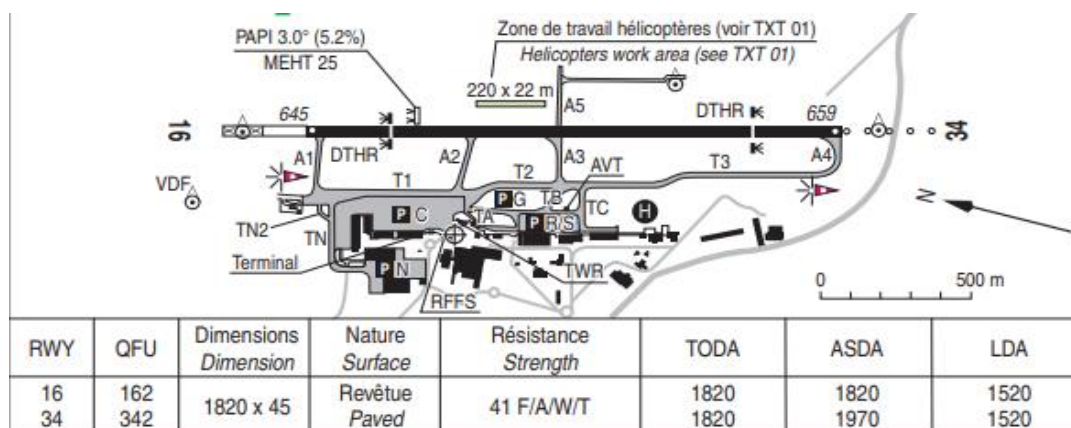 PAPI 3.0° (5.2%)
MEHT 25
Zone de travail hélicoptères (voir TXT 01)
Helicopters work area (see TXT 01)
220 x 22 m
A5
645
DTHR
659
16
34
DTHR
A1
A2
A3
AVT
T3
A4
T1
T2
VDF
P G
TB
N
P C
TA
P R/S
TC
H
TN2
TN
Terminal
P N
TWR
RFFS
0
500 m
RWY QFU Dimensions Nature Résistance TODA ASDA LDA
Dimension Surface Strength
16 162 1820 x 45 Revêtue 41 F/A/W/T 1820 1820 1520
34 342 Paved 1820 1970 1520